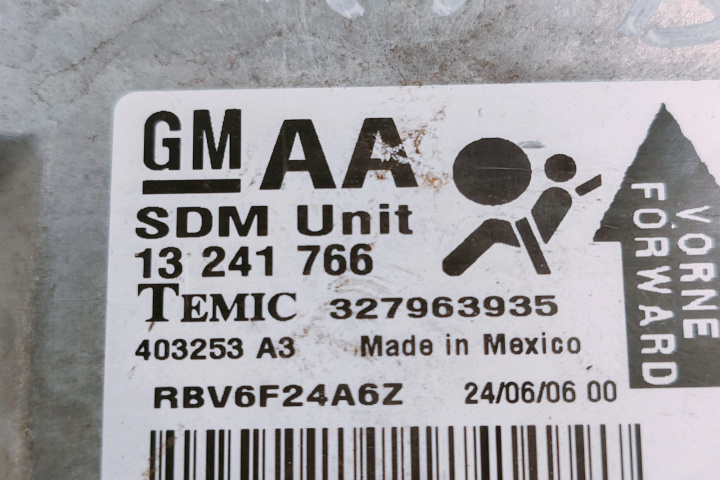 GM AA
SDM Unit
13 241 766
TEMIC 327963935
403253 A3 Made in Mexico
RBV6F24A6Z 24/06/06 00
VORNE
FORWARD